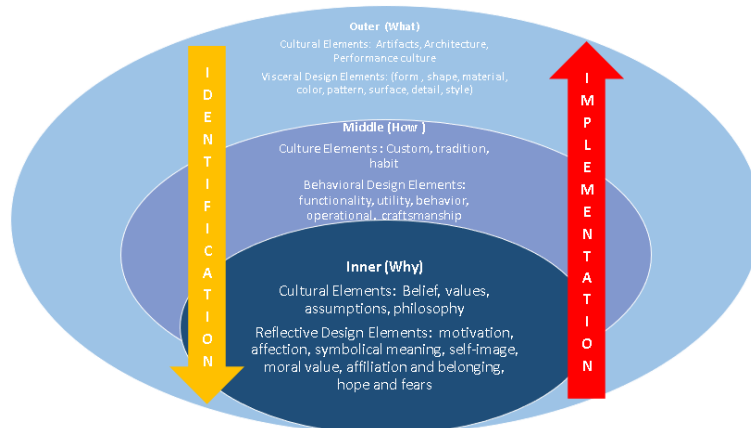 Outer (What)
Cultural Elements: Artifacts, Architecture,
Performance culture
Visceral Design Elements: (form , shape, material,
color, pattern, surface, detail, style)
Middle (How )
Culture Elements : Custom, tradition,
habit
Behavioral Design Elements:
functionality, utility, behavior,
operational, craftsmanship
Inner (Why)
Cultural Elements: Belief, values,
assumptions, philosophy
Reflective Design Elements: motivation,
affection, symbolical meaning, self-image,
moral value, affiliation and belonging,
hope and fears
IDENTIFICATION
IMPLEMENTATION